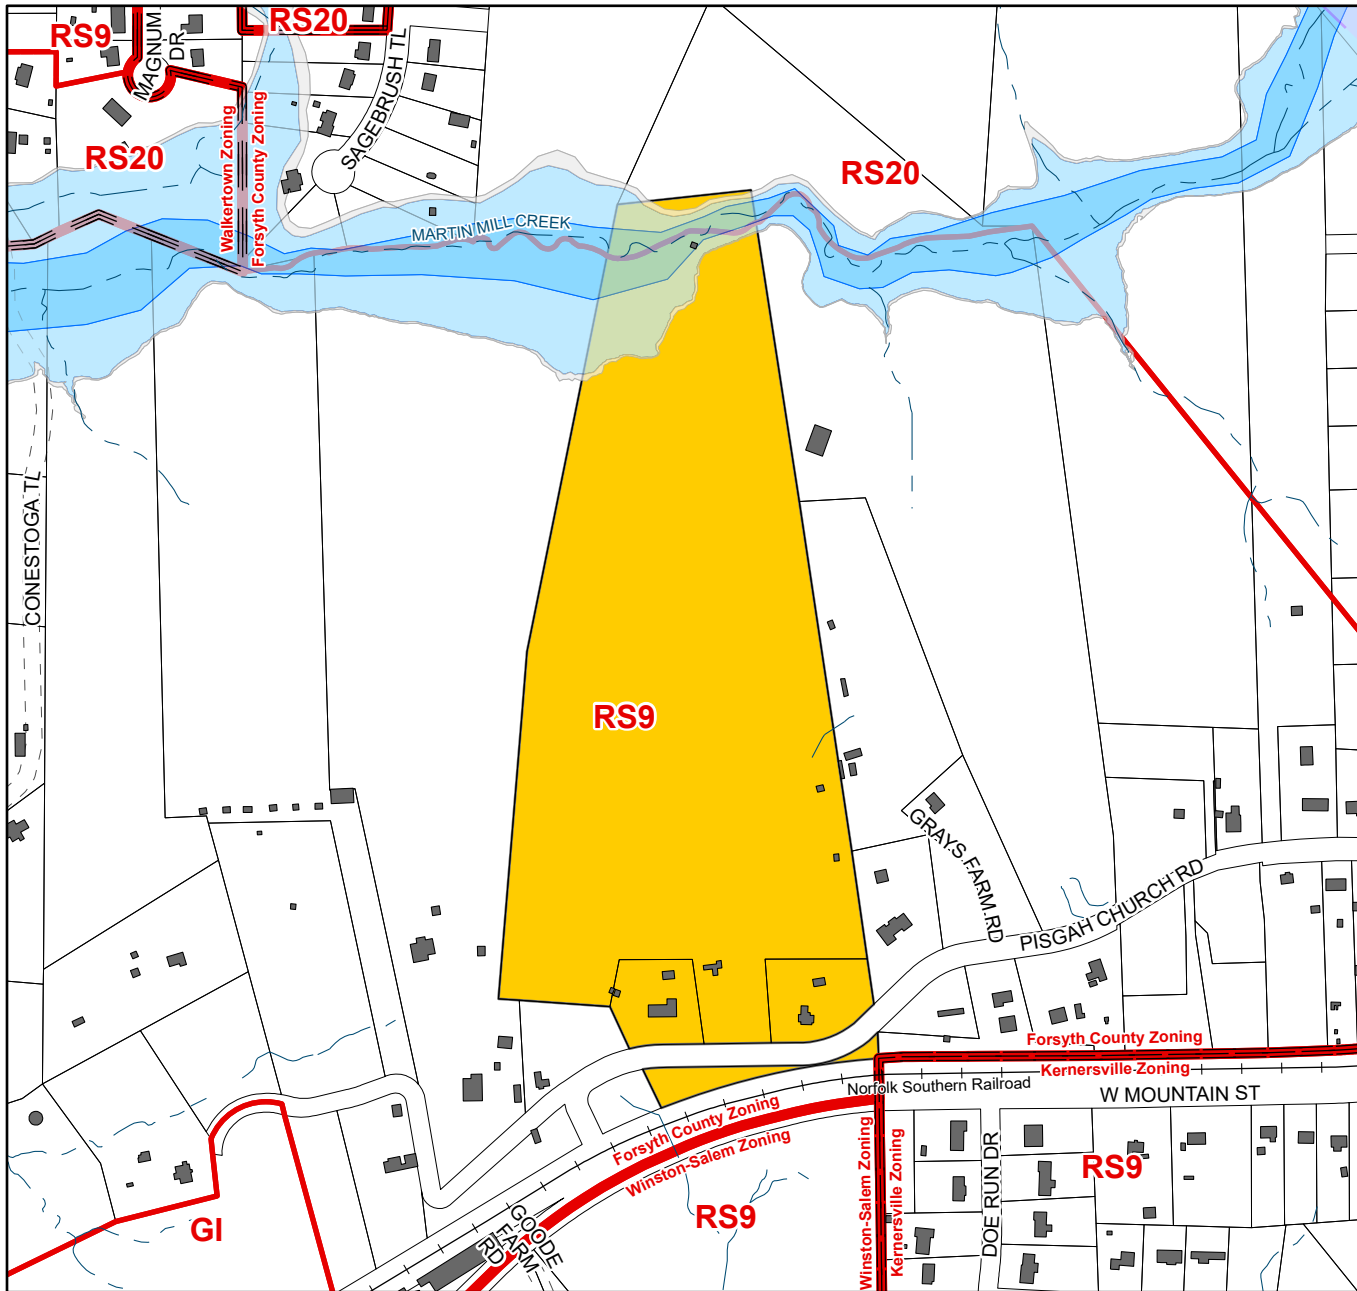 RS9
MAGNUM
DR
RS20
SAGEBRUSH TL
RS20
Walkertown Zoning
Forsyth County Zoning
RS20
MARTIN MILL CREEK
CONESTOGA TL
RS9
GRAYS FARM RD
PISGAH CHURCH RD
Forsyth County Zoning
Kernersville Zoning
Norfolk Southern Railroad
W MOUNTAIN ST
Forsyth County Zoning
Winston-Salem Zoning
Winston-Salem Zoning
Kernersville Zoning
DOE RUN DR
RS9
RS9
GI
GOODE
FARM
RD